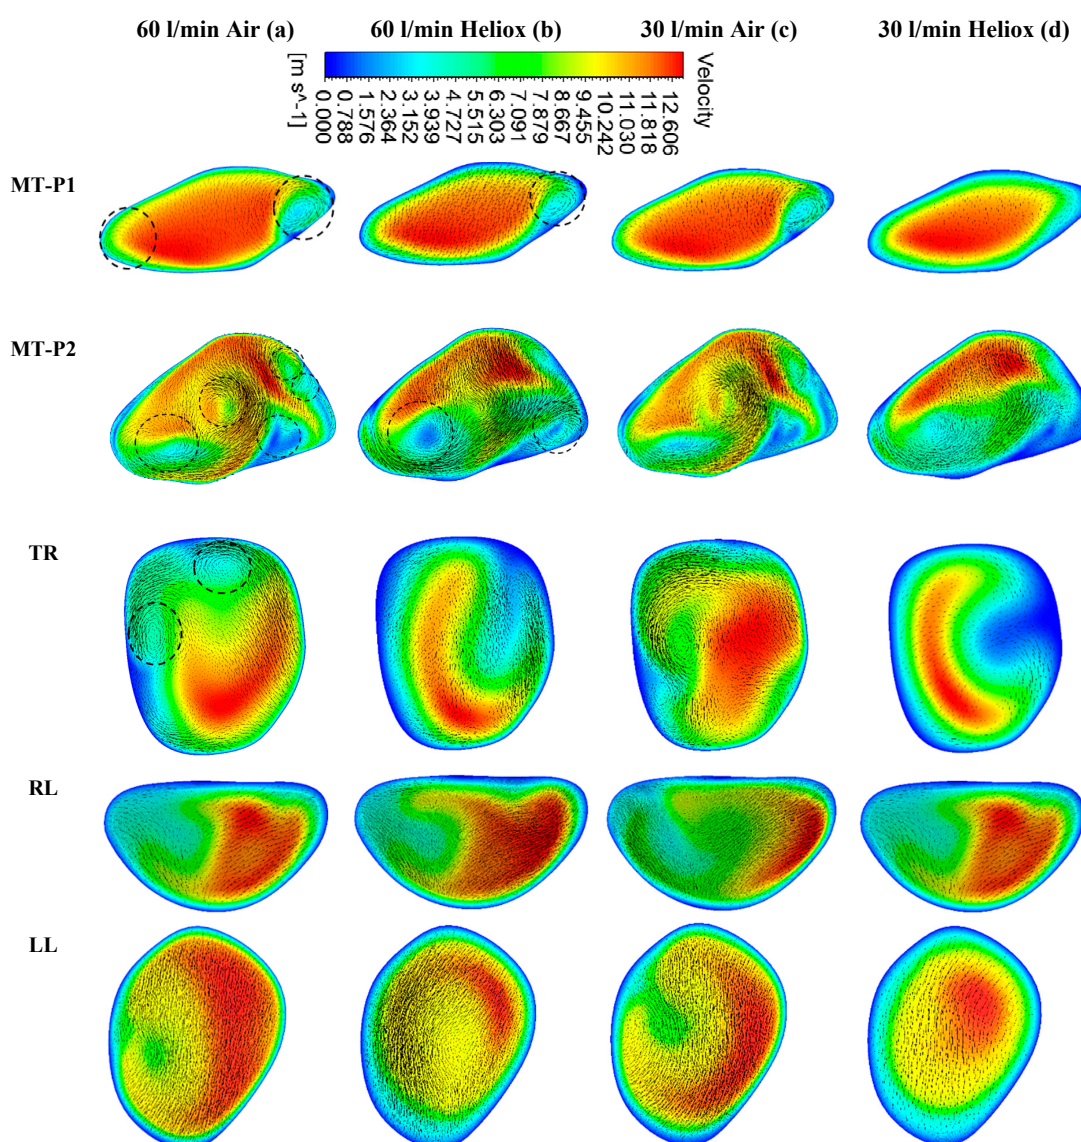 60 l/min Air (a) 60 l/min Heliox (b) 30 l/min Air (c) 30 l/min Heliox (d)
Velocity
12.606
11.818
11.030
10.242
9.455
8.667
7.879
7.091
6.303
5.515
4.727
3.939
3.152
2.364
1.576
0.788
0.000
[m s^-1]
MT-P1
MT-P2
TR
RL
LL